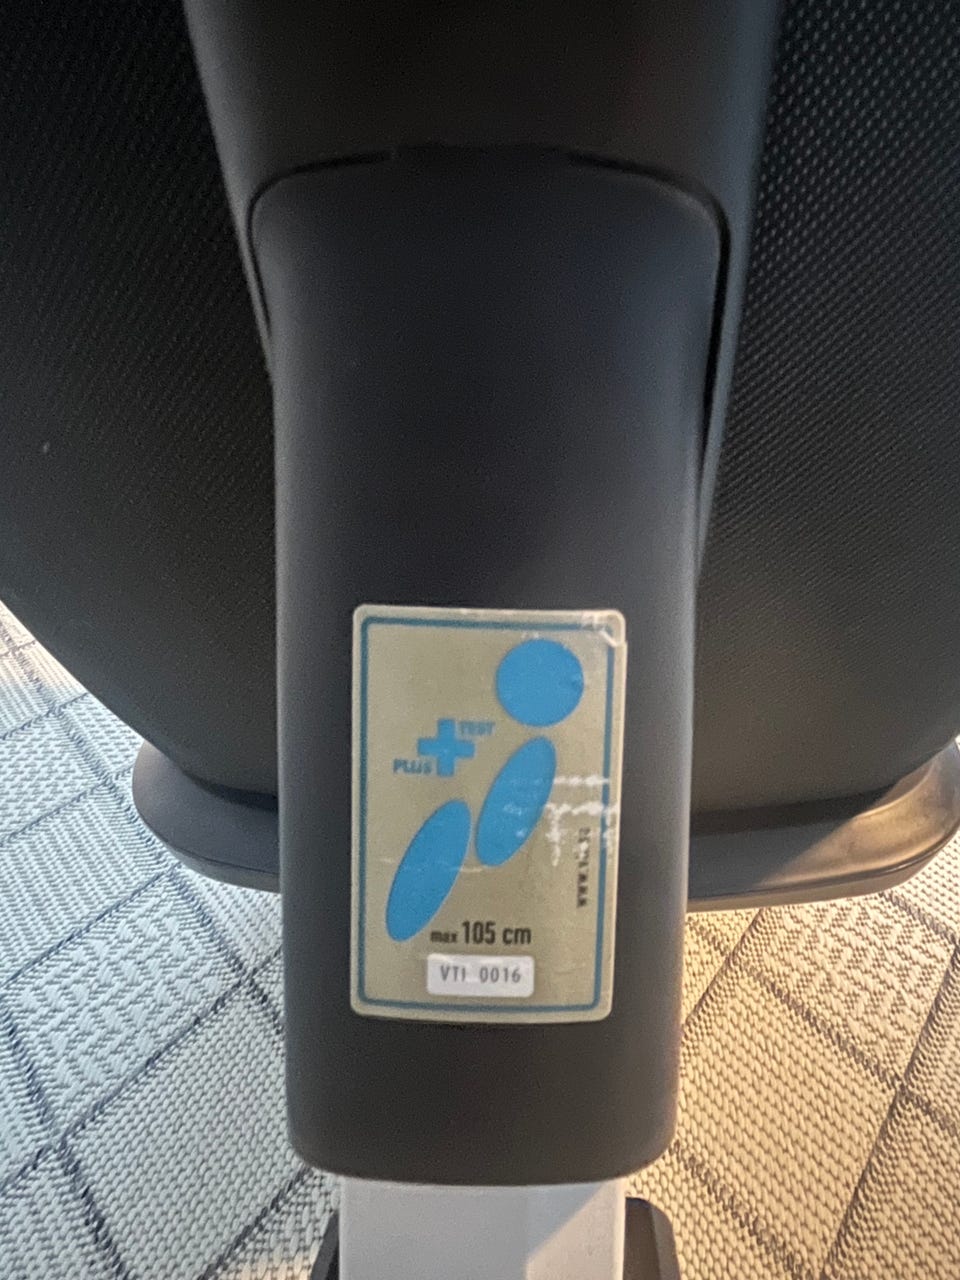 TEST
PLUS
max 105 cm
VTI 0016